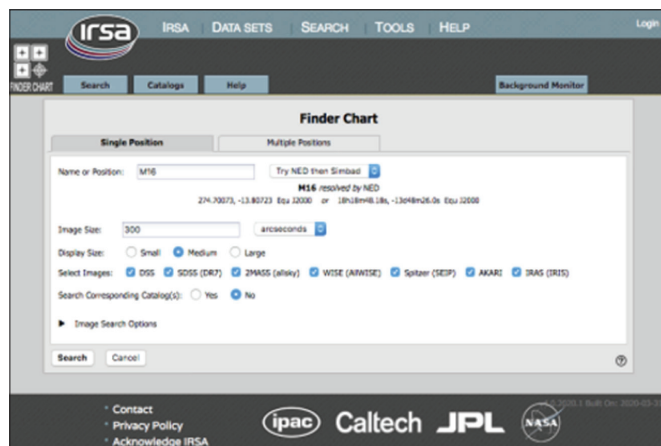 irsa IRSA DATA SETS SEARCH TOOLS HELP Login
FINDER CHART Search Catalogs Help Background Monitor
Finder Chart
Single Position Multiple Positions
Name or Position: M16 Try NED then Simbad
M16 resolved by NED
274.70073, -13.80723 Equ J2000 or 18h18m48.18s, -13d48m26.0s Equ J2000
Image Size: 300 arcseconds
Display Size: Small Medium Large
Select Images: DSS SDSS (DR7) 2MASS (allsky) WISE (AllWISE) Spitzer (SEIP) AKARI IRAS (IRIS)
Search Corresponding Catalog(s): Yes No
Image Search Options
Search Cancel
Contact
Privacy Policy
Acknowledge IRSA
ipac Caltech JPL NASA